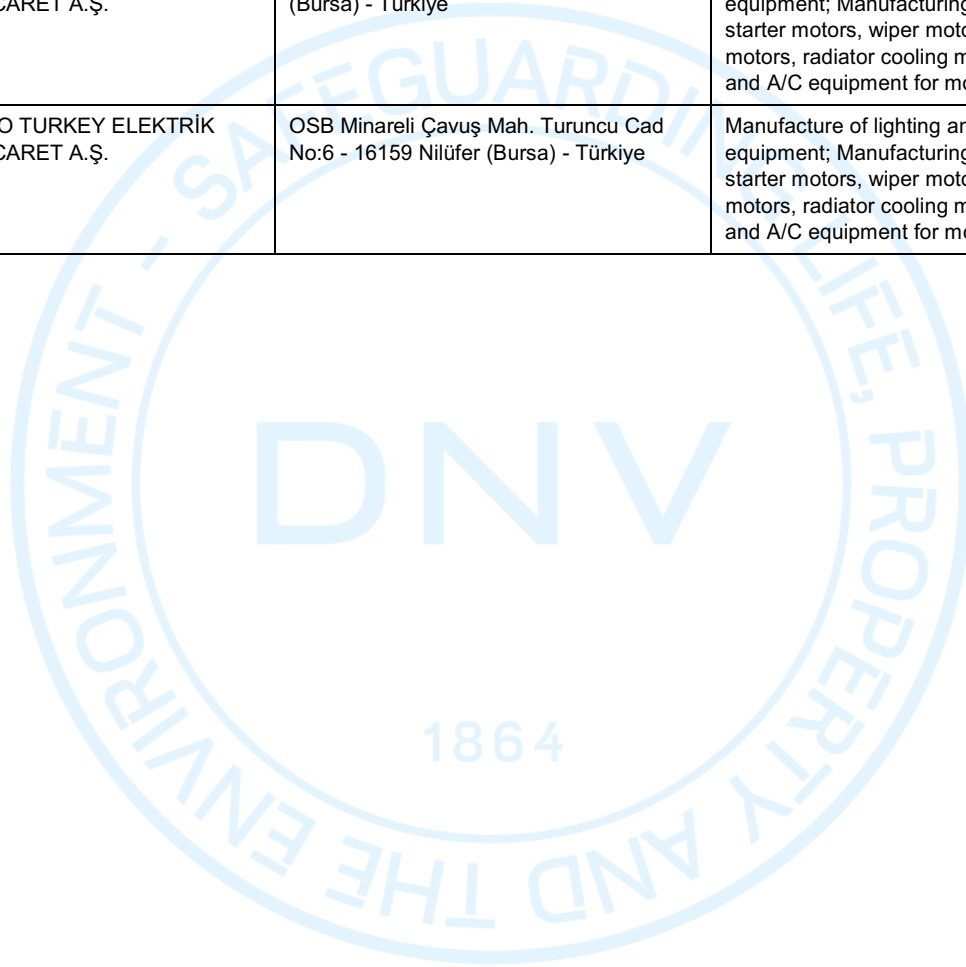 CARET A.Ş.
(Bursa) - Türkiye
equipment; Manufacturing
starter motors, wiper moto
motors, radiator cooling m
and A/C equipment for mo
O TURKEY ELEKTRİK
CARET A.Ş.
OSB Minareli Çavuş Mah. Turuncu Cad
No:6 - 16159 Nilüfer (Bursa) - Türkiye
Manufacture of lighting an
equipment; Manufacturing
starter motors, wiper moto
motors, radiator cooling m
and A/C equipment for mo
SAFEGUARDING LIFE, PROPERTY AND THE ENVIRONMENT -
DNV
1864